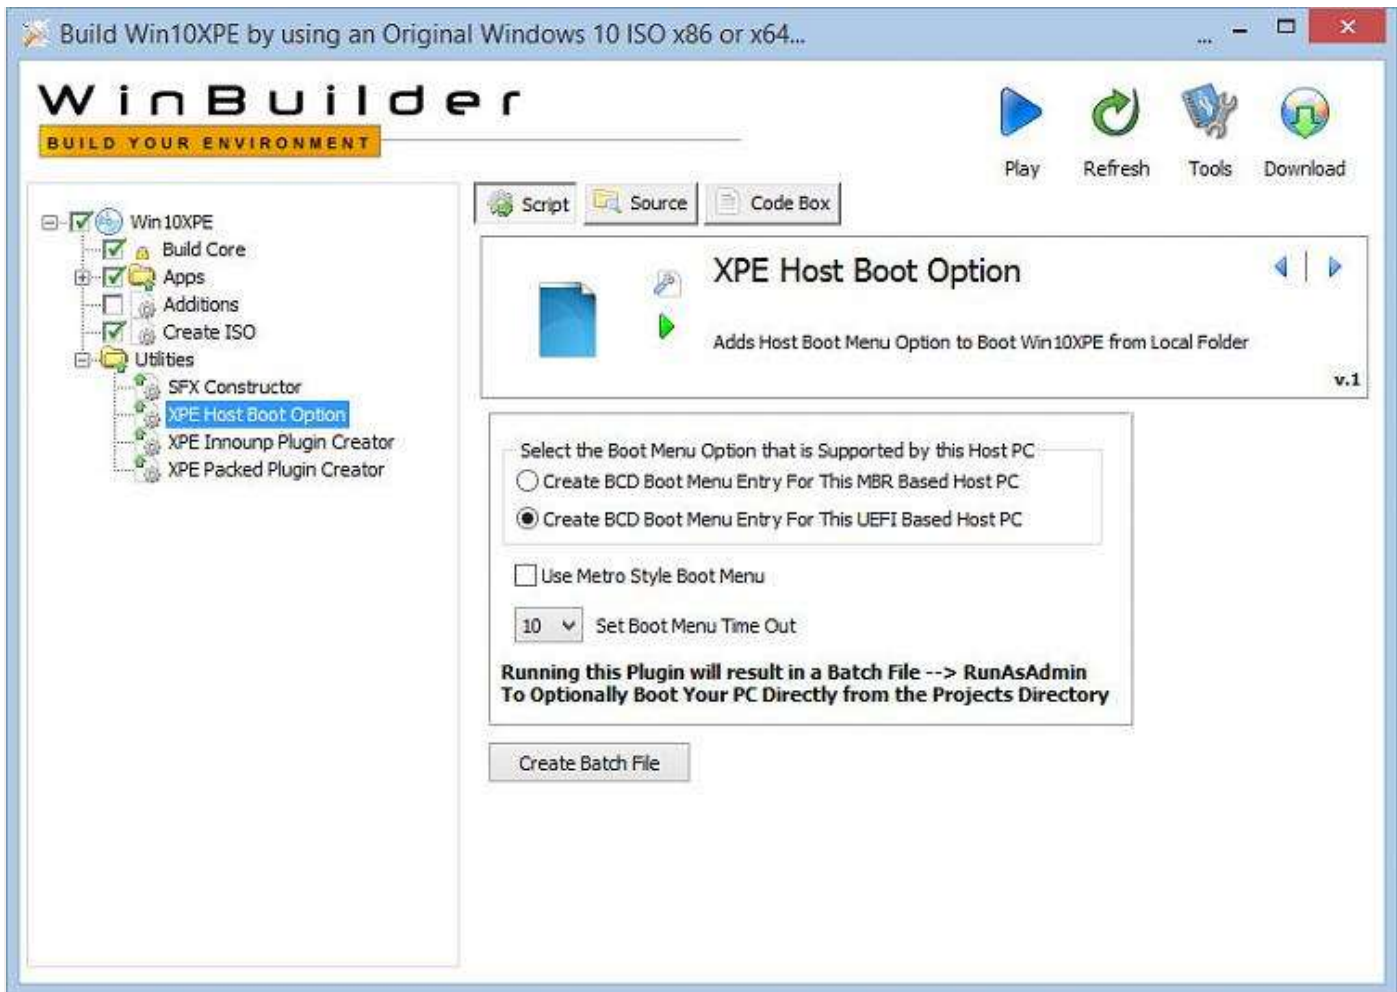 Build Win10XPE by using an Original Windows 10 ISO x86 or x64...
WinBuilder
BUILD YOUR ENVIRONMENT
Play
Refresh
Tools
Download
Win10XPE
Build Core
Apps
Additions
Create ISO
Utilities
SFX Constructor
XPE Host Boot Option
XPE Innounp Plugin Creator
XPE Packed Plugin Creator
Script
Source
Code Box
XPE Host Boot Option
Adds Host Boot Menu Option to Boot Win10XPE from Local Folder
v.1
Select the Boot Menu Option that is Supported by this Host PC
Create BCD Boot Menu Entry For This MBR Based Host PC
Create BCD Boot Menu Entry For This UEFI Based Host PC
Use Metro Style Boot Menu
10 Set Boot Menu Time Out
Running this Plugin will result in a Batch File --> RunAsAdmin
To Optionally Boot Your PC Directly from the Projects Directory
Create Batch File